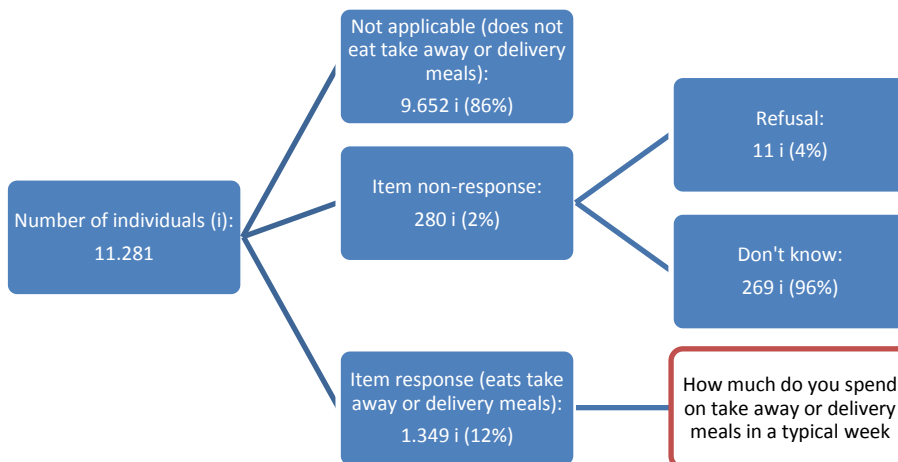 Not applicable (does not
eat take away or delivery
meals):
9.652 i (86%)
Refusal:
11 i (4%)
Item non-response:
280 i (2%)
Number of individuals (i):
11.281
Don't know:
269 i (96%)
Item response (eats take
away or delivery meals):
1.349 i (12%)
How much do you spend
on take away or delivery
meals in a typical week